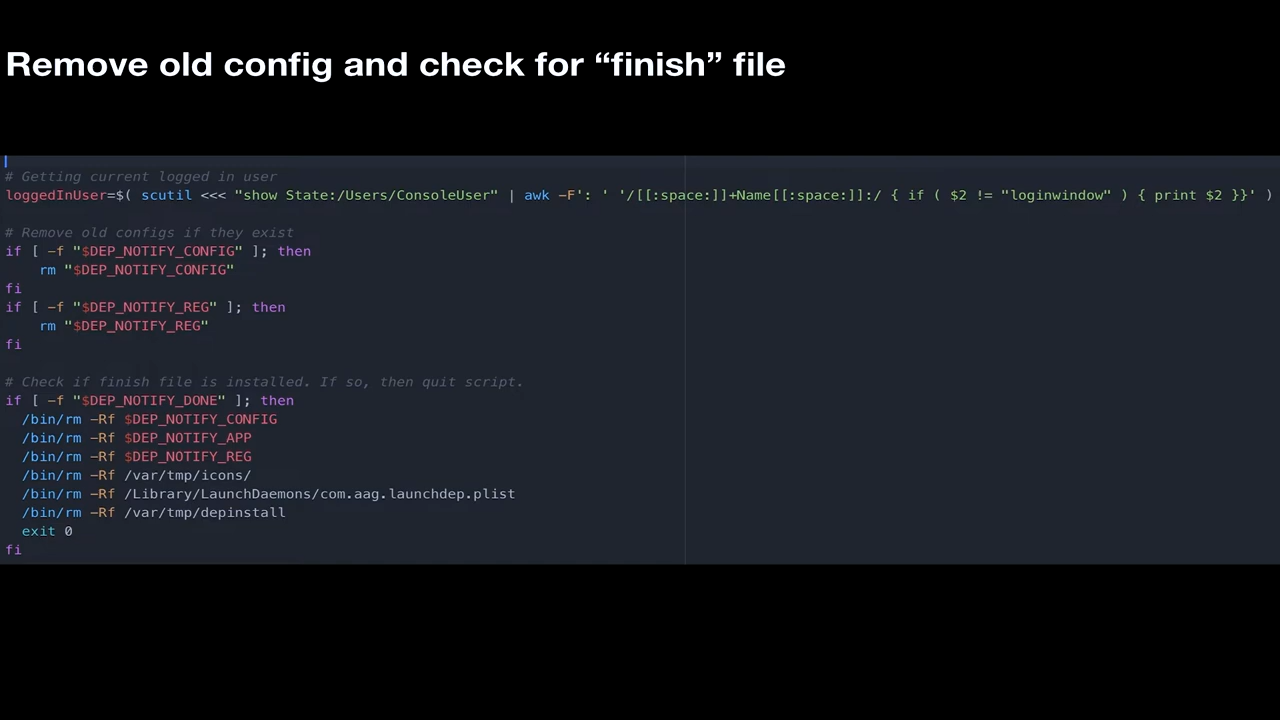 Remove old config and check for “finish” file
# Getting current logged in user
loggedInUser=$( scutil <<< "show State:/Users/ConsoleUser" | awk -F': ' '/[[:space:]]+Name[[:space:]]:/ { if ( $2 != "loginwindow" ) { print $2 }}' )
# Remove old configs if they exist
if [ -f "$DEP_NOTIFY_CONFIG" ]; then
    rm "$DEP_NOTIFY_CONFIG"
fi
if [ -f "$DEP_NOTIFY_REG" ]; then
    rm "$DEP_NOTIFY_REG"
fi
# Check if finish file is installed. If so, then quit script.
if [ -f "$DEP_NOTIFY_DONE" ]; then
  /bin/rm -Rf $DEP_NOTIFY_CONFIG
  /bin/rm -Rf $DEP_NOTIFY_APP
  /bin/rm -Rf $DEP_NOTIFY_REG
  /bin/rm -Rf /var/tmp/icons/
  /bin/rm -Rf /Library/LaunchDaemons/com.aag.launchdep.plist
  /bin/rm -Rf /var/tmp/depinstall
  exit 0
fi